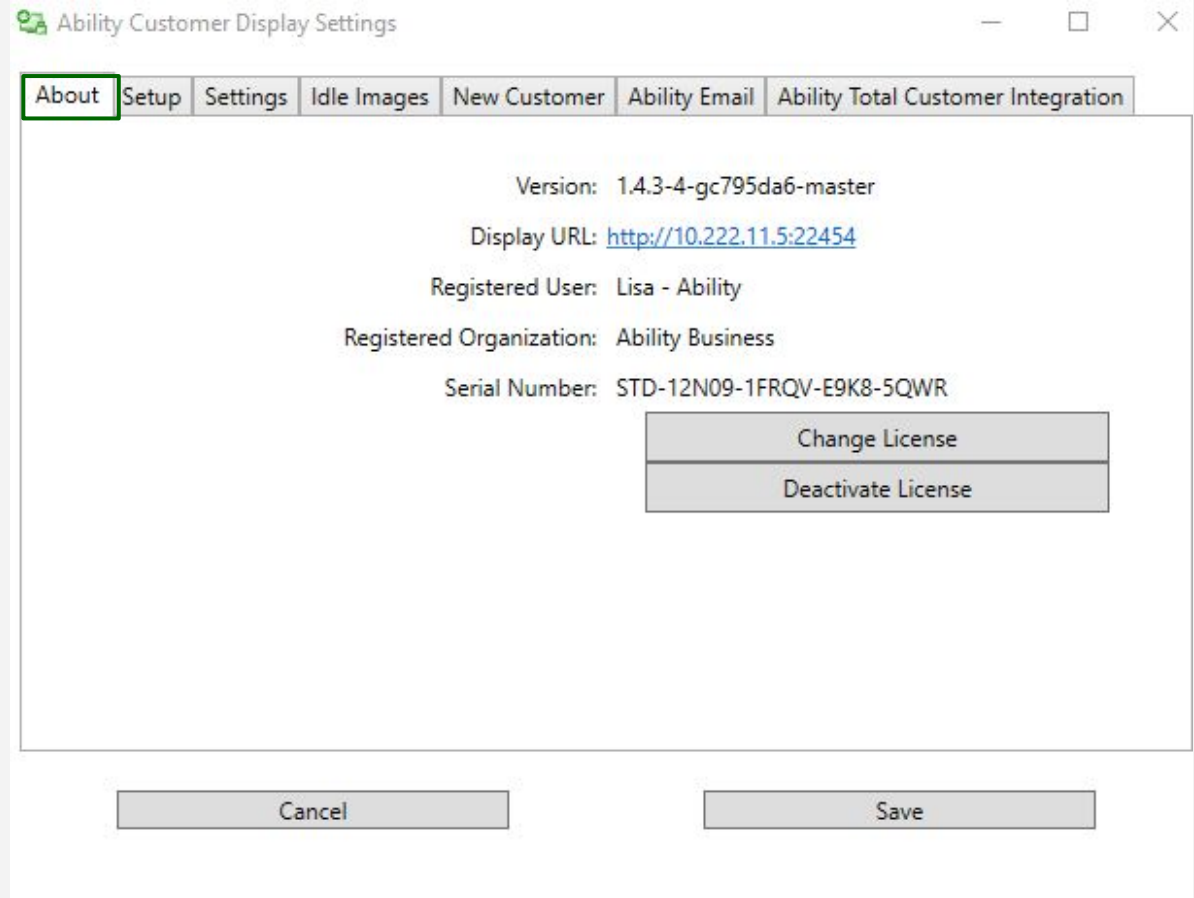 Ability Customer Display Settings
About Setup Settings Idle Images New Customer Ability Email Ability Total Customer Integration
Version: 1.4.3-4-gc795da6-master
Display URL: http://10.222.11.5:22454
Registered User: Lisa - Ability
Registered Organization: Ability Business
Serial Number: STD-12N09-1FRQV-E9K8-5QWR
Change License
Deactivate License
Cancel Save